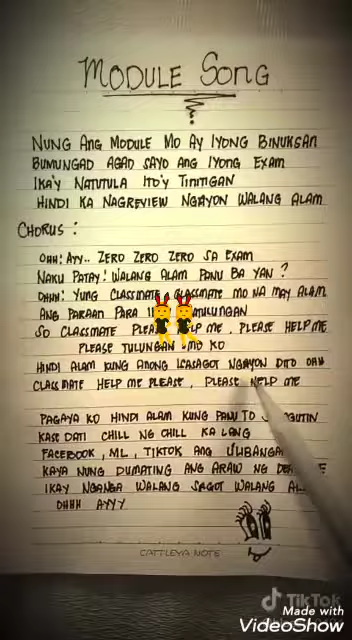 MODULE SONG
NUNG ANG MODULE MO AY IYONG BINUKSAN
BUMUNGAD AGAD SAYO ANG IYONG EXAM
IKA'Y NATUTULA ITO'Y TINITIGAN
HINDI KA NAGREVIEW NGAYON WALANG ALAM
CHORUS :
OHH! AYY.. ZERO ZERO ZERO SA EXAM
NAKU PATAY! WALANG ALAM PANU BA YAN ?
OHHH! YUNG CLASSMATE, CLASSMATE MO NA MAY ALAM
ANG PARAAN PARA
SO CLASSMATE HELP ME, PLEASE HELP ME
PLEASE TULUNGAN MO KO
HINDI ALAM KUNG ANONG ISASAGOT NGAYON DITO OHH
CLASSMATE HELP ME PLEASE, PLEASE HELP ME
PAGAYA KO HINDI ALAM KUNG PANU TO
KASE DATI CHILL NG CHILL KA LANG
FACEBOOK, ML, TIKTOK ANG
KAYA NUNG DUMATING ANG ARAW NG
IKAY NGANGA WALANG SAGOT WALANG
OHHH AYYY
CATTLEYA NOTE
TikTok
Made with
VideoShow